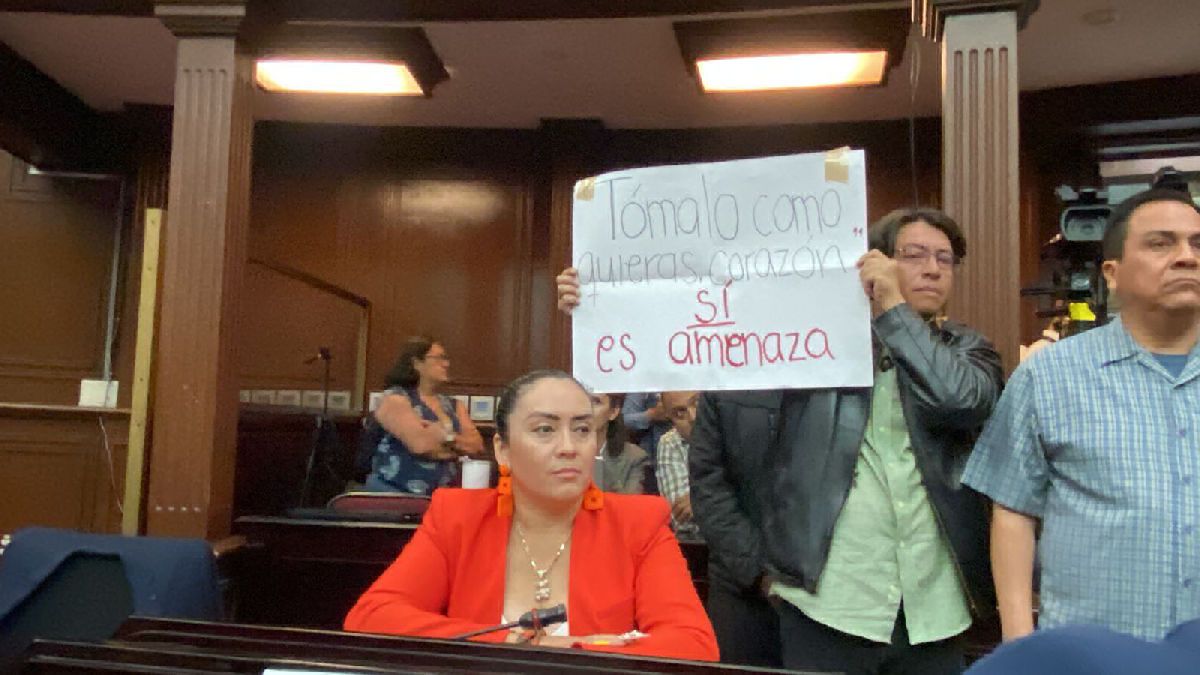 Tómalo como
quieras, corazón"
SÍ
es amenaza